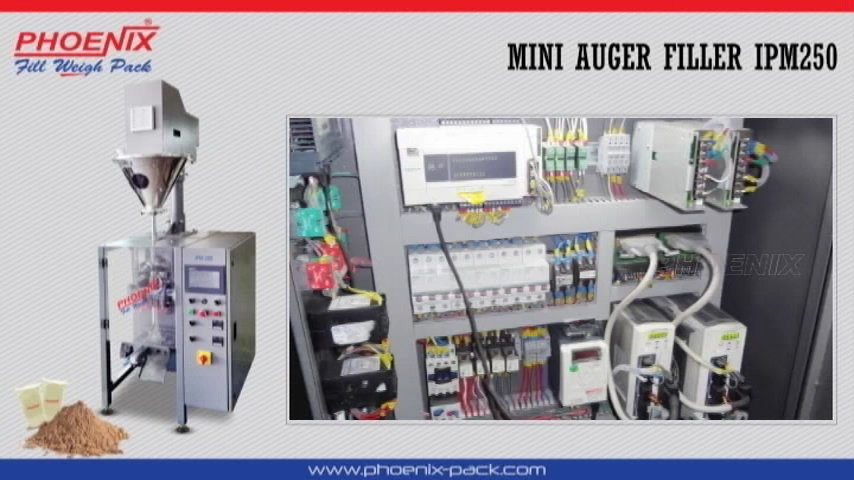 PHOENIX®
Fill Weigh Pack
MINI AUGER FILLER IPM250
PHOENIX
PHOENIX
www.phoenix-pack.com